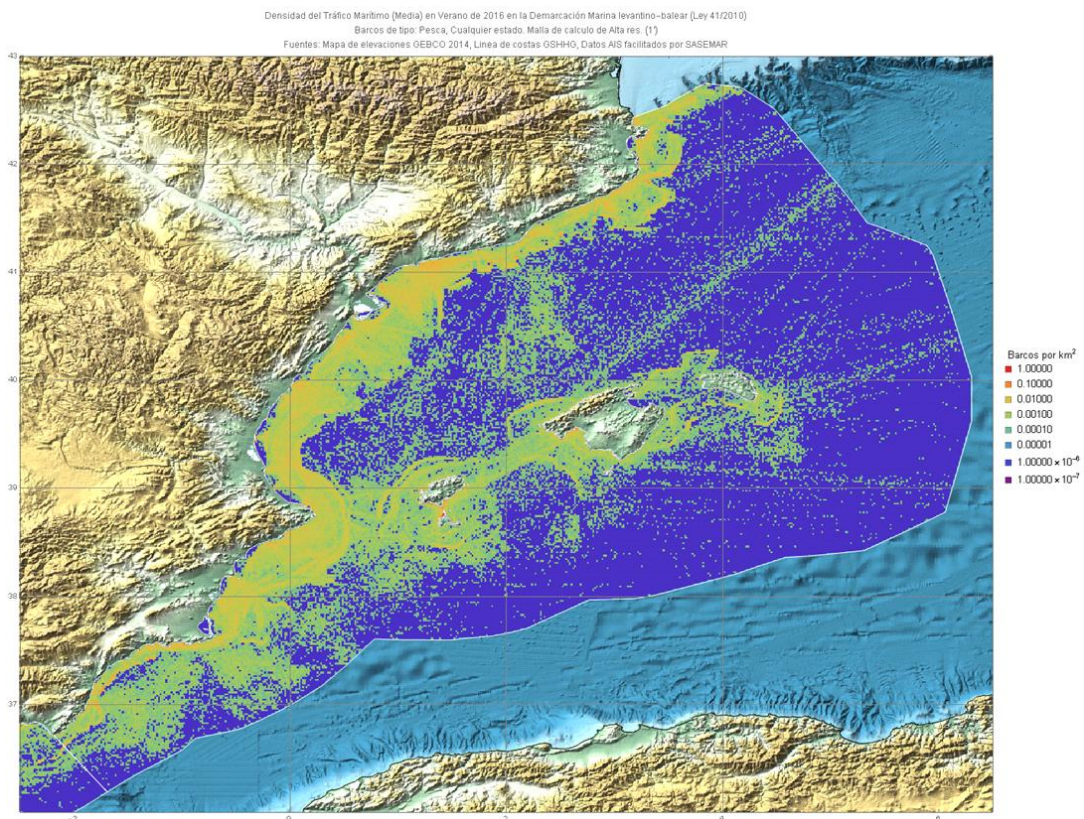 Densidad del Tráfico Marítimo (Media) en Verano de 2016 en la Demarcación Marina levantino-balear (Ley 41/2010)
Barcos de tipo: Pesca, Cualquier estado. Malla de calculo de Alta res. (1')
Fuentes: Mapa de elevaciones GEBCO 2014, Linea de costas GSHHG, Datos AIS facilitados por SASEMAR
43
42
41
40
39
38
37
Barcos por km²
1.00000
0.10000
0.01000
0.00100
0.00010
0.00001
1.00000 × 10⁻⁶
1.00000 × 10⁻⁷